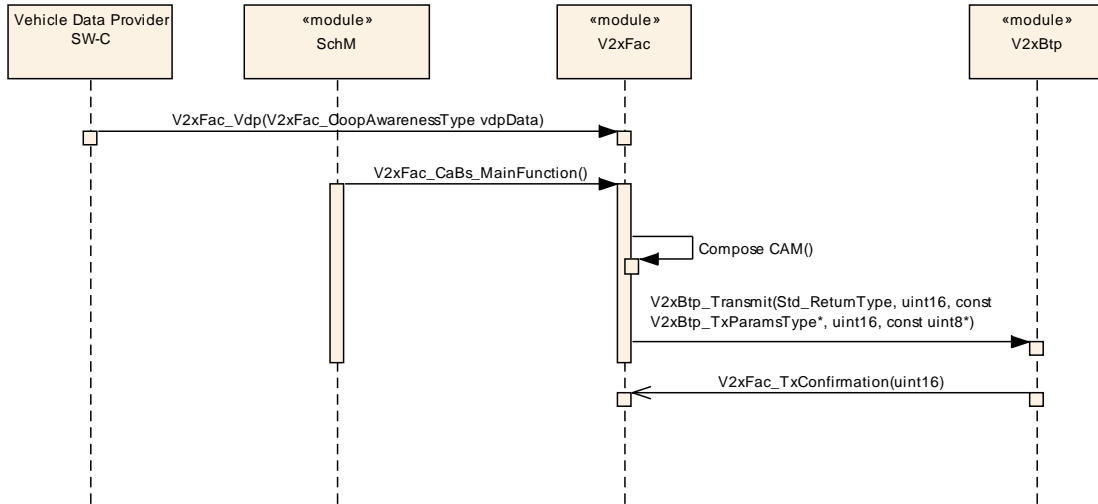 Vehicle Data Provider
SW-C
«module»
SchM
«module»
V2xFac
«module»
V2xBtp
V2xFac_Vdp(V2xFac_CoopAwarenessType vdpData)
V2xFac_CaBs_MainFunction()
Compose CAM()
V2xBtp_Transmit(Std_ReturnType, uint16, const
V2xBtp_TxParamsType*, uint16, const uint8*)
V2xFac_TxConfirmation(uint16)